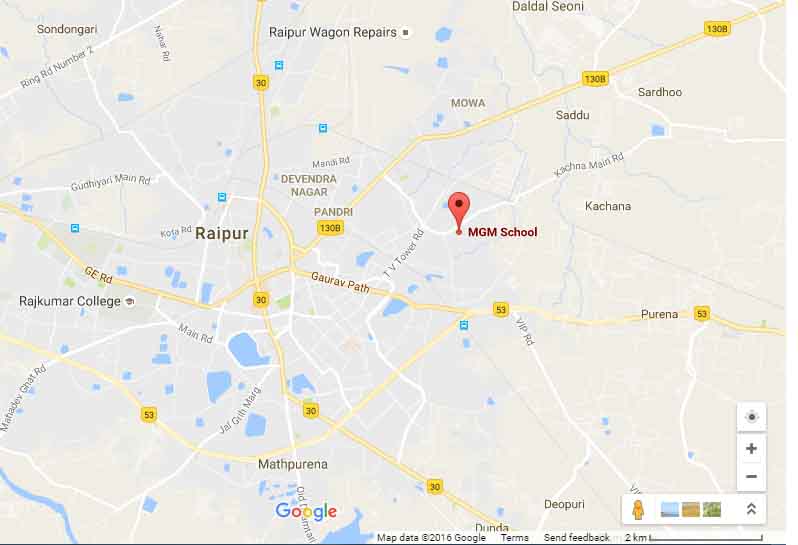 Daldal Seoni
Sondongari
Nahar Rd
Raipur Wagon Repairs
130B
Ring Rd Number 2
30
130B
Sardhoo
MOWA
Saddu
Mandi Rd
Kachna Main Rd
Gudhiyari Main Rd
DEVENDRA
NAGAR
Kachana
PANDRI
130B
Kota Rd
Raipur
MGM School
T V Tower Rd
GE Rd
Gaurav Path
Rajkumar College
30
53
Purena
53
Main Rd
VIP Rd
Mahadev Ghat Rd
Jal Grih Marg
53
30
Mathpurena
30
Deopuri
Google
Dunda
Map data ©2016 Google
Terms
Send feedback
2 km